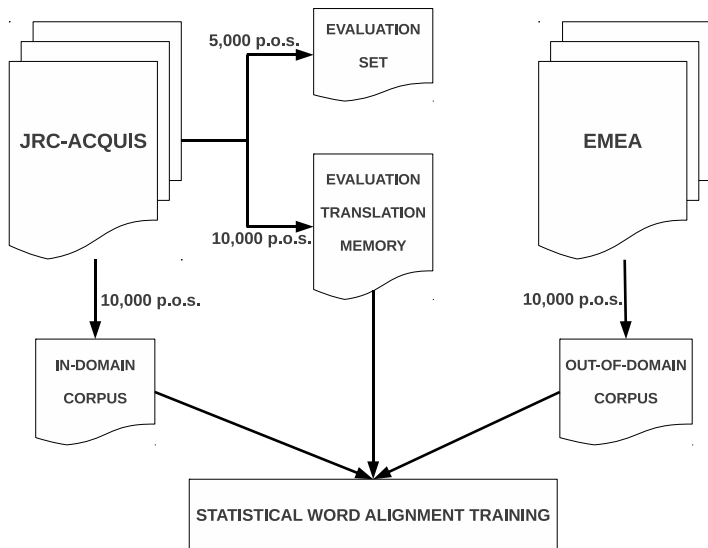 5,000 p.o.s.
EVALUATION
SET
JRC-ACQUIS
EMEA
EVALUATION
TRANSLATION
MEMORY
10,000 p.o.s.
10,000 p.o.s.
10,000 p.o.s.
IN-DOMAIN
CORPUS
OUT-OF-DOMAIN
CORPUS
STATISTICAL WORD ALIGNMENT TRAINING